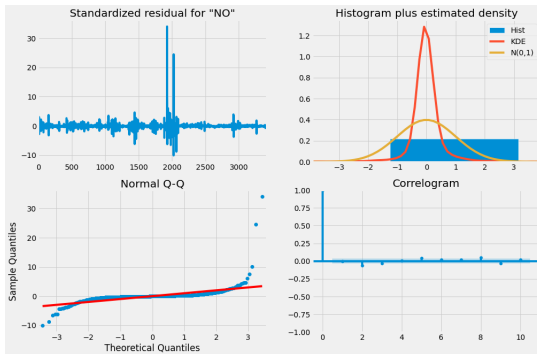 Standardized residual for "NO"
30
20
10
0
−10
0 500 1000 1500 2000 2500 3000
Histogram plus estimated density
1.2
1.0
0.8
0.6
0.4
0.2
0.0
−3 −2 −1 0 1 2 3
Hist
KDE
N(0,1)
Normal Q-Q
Sample Quantiles
30
20
10
0
−10
−3 −2 −1 0 1 2 3
Theoretical Quantiles
Correlogram
1.00
0.75
0.50
0.25
0.00
−0.25
−0.50
−0.75
−1.00
0 2 4 6 8 10